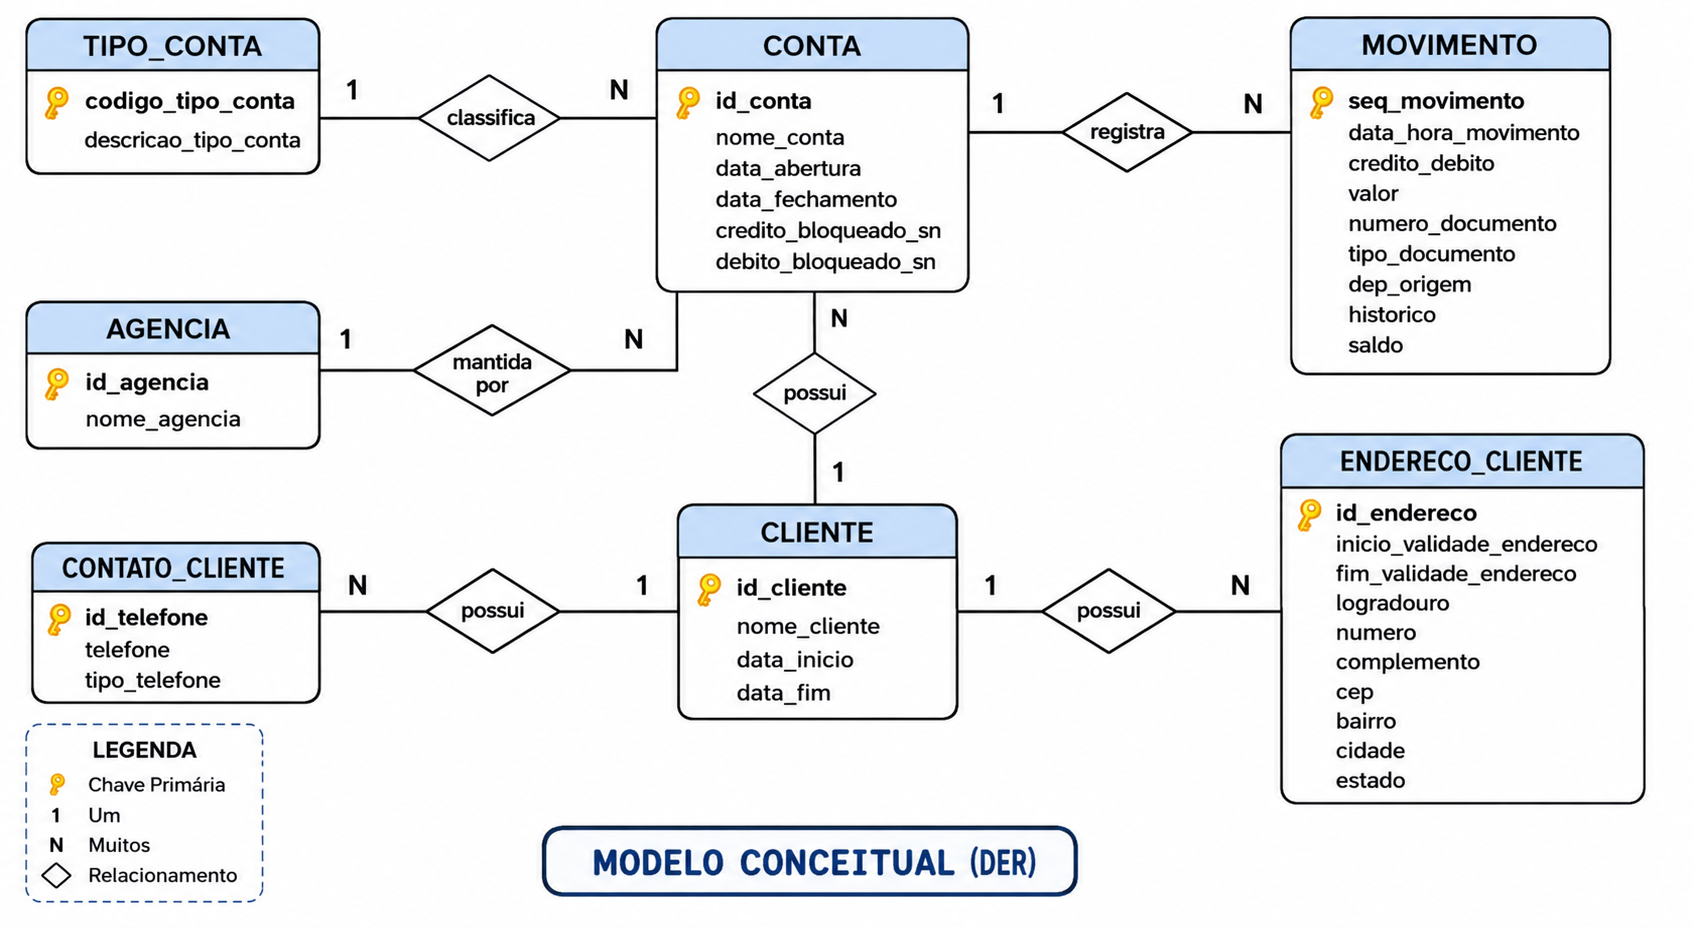 TIPO_CONTA
codigo_tipo_conta
descricao_tipo_conta
1
classifica
N
CONTA
id_conta
nome_conta
data_abertura
data_fechamento
credito_bloqueado_sn
debito_bloqueado_sn
1
registra
N
MOVIMENTO
seq_movimento
data_hora_movimento
credito_debito
valor
numero_documento
tipo_documento
dep_origem
historico
saldo
AGENCIA
id_agencia
nome_agencia
1
mantida
por
N
N
possui
1
CONTATO_CLIENTE
id_telefone
telefone
tipo_telefone
N
possui
1
CLIENTE
id_cliente
nome_cliente
data_inicio
data_fim
1
possui
N
ENDERECO_CLIENTE
id_endereco
inicio_validade_endereco
fim_validade_endereco
logradouro
numero
complemento
cep
bairro
cidade
estado
LEGENDA
Chave Primária
1 Um
N Muitos
Relacionamento
MODELO CONCEITUAL (DER)